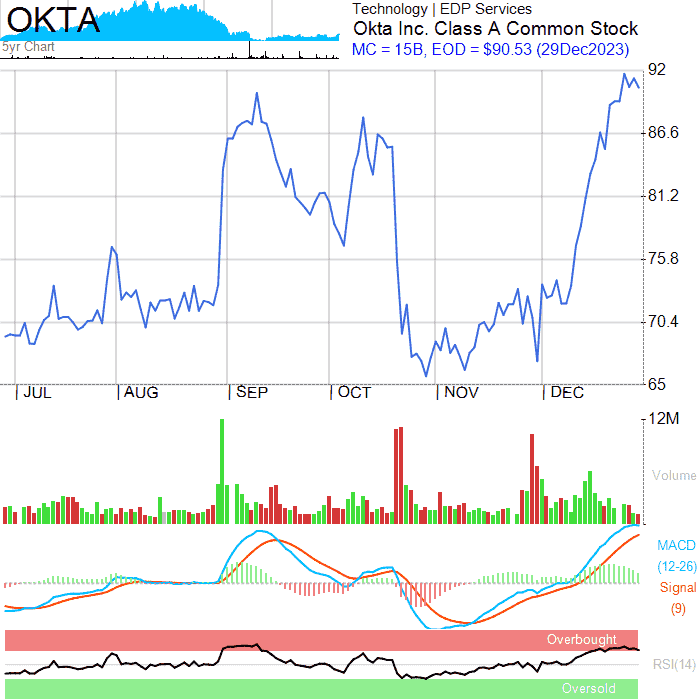 OKTA
5yr Chart
Technology | EDP Services
Okta Inc. Class A Common Stock
MC = 15B, EOD = $90.53 (29Dec2023)
92
86.6
81.2
75.8
70.4
65
|JUL |AUG |SEP |OCT |NOV |DEC
12M
Volume
MACD
(12-26)
Signal
(9)
Overbought
RSI(14)
Oversold